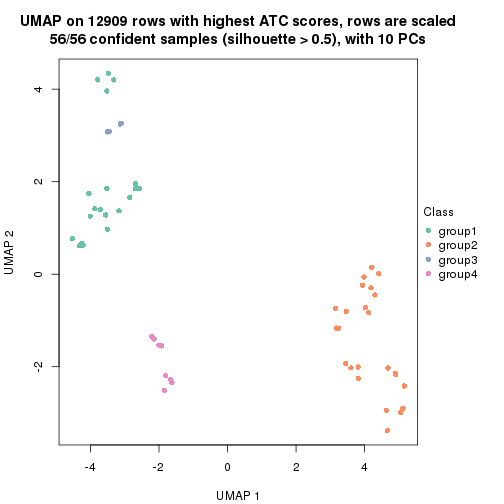 UMAP on 12909 rows with highest ATC scores, rows are scaled
56/56 confident samples (silhouette > 0.5), with 10 PCs
4
2
0
-2
UMAP 2
-4
-2
0
2
4
UMAP 1
Class
group1
group2
group3
group4